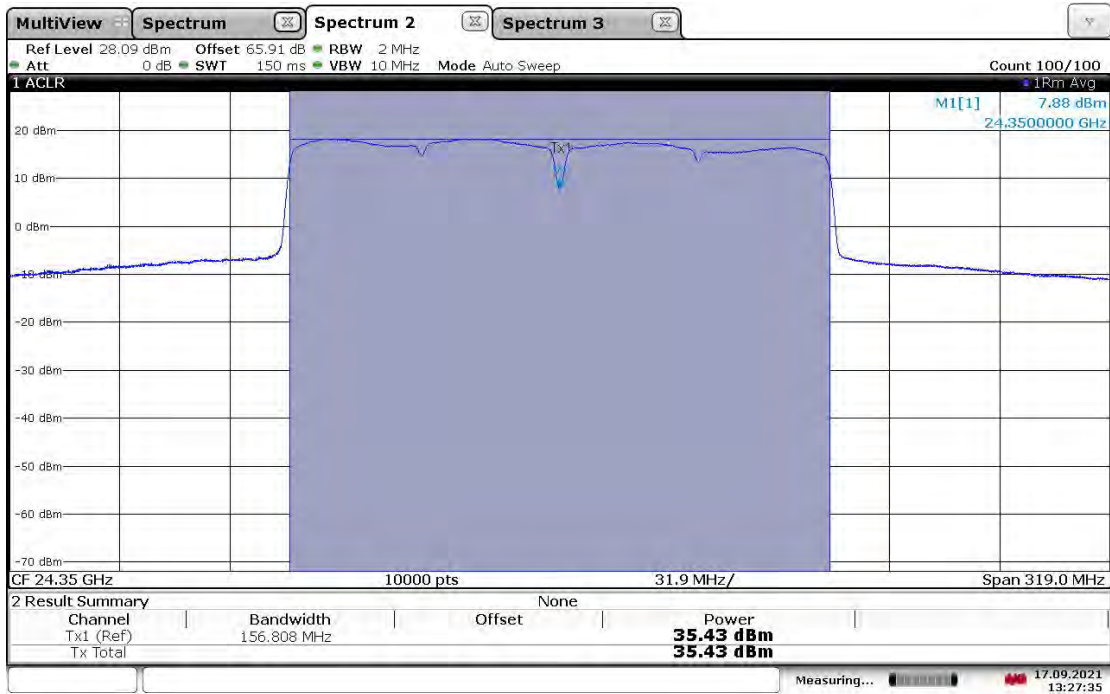 MultiView Spectrum Spectrum 2 Spectrum 3
Ref Level 28.09 dBm Offset 65.91 dB RBW 2 MHz
Att 0 dB SWT 150 ms VBW 10 MHz Mode Auto Sweep Count 100/100
1 ACLR 1Rm Avg
M1[1] 7.88 dBm
24.3500000 GHz
20 dBm
Tx1
10 dBm
0 dBm
-10 dBm
-20 dBm
-30 dBm
-40 dBm
-50 dBm
-60 dBm
-70 dBm
CF 24.35 GHz 10000 pts 31.9 MHz/ Span 319.0 MHz
2 Result Summary None
Channel Bandwidth Offset Power
Tx1 (Ref) 156.808 MHz 35.43 dBm
Tx Total 35.43 dBm
Measuring... 17.09.2021
13:27:35